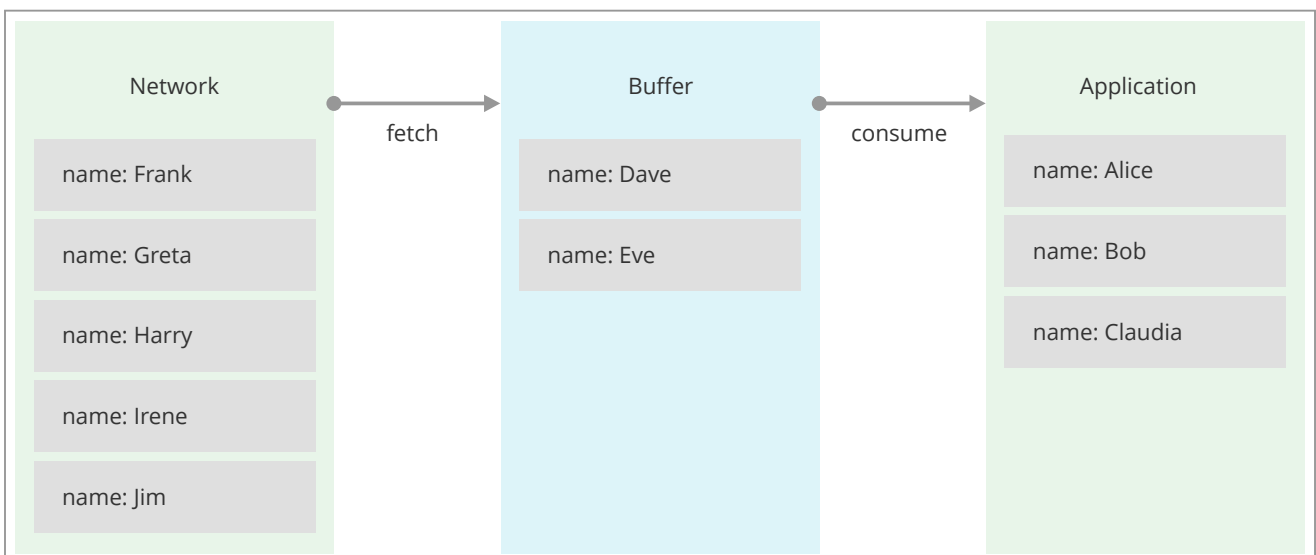 Network
fetch
Buffer
consume
Application
name: Frank
name: Greta
name: Harry
name: Irene
name: Jim
name: Dave
name: Eve
name: Alice
name: Bob
name: Claudia